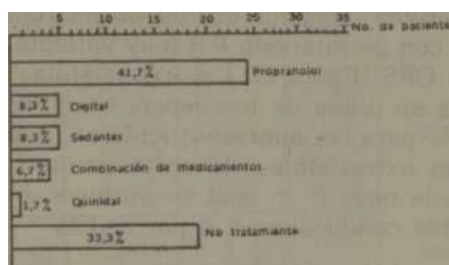 5 10 15 20 25 30 35 No. de paciente
41,7% Propranolol
8,3% Digital
8,3% Sedantes
6,7% Combinación de medicamentos
1,7% Quinidal
33,3% No tratamiento